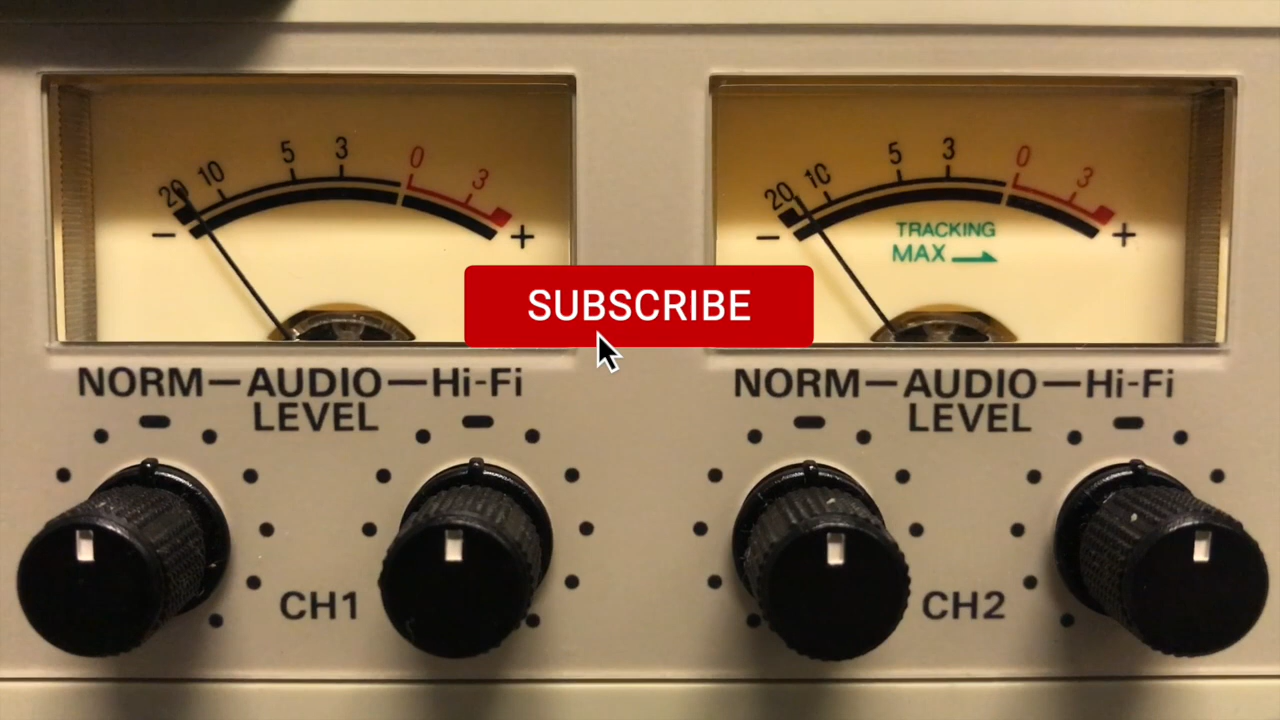 20 10 5 3 0 3
- +
20 10 5 3 0 3
- +
TRACKING
MAX
SUBSCRIBE
NORM AUDIO Hi-Fi
LEVEL
NORM AUDIO Hi-Fi
LEVEL
CH1
CH2